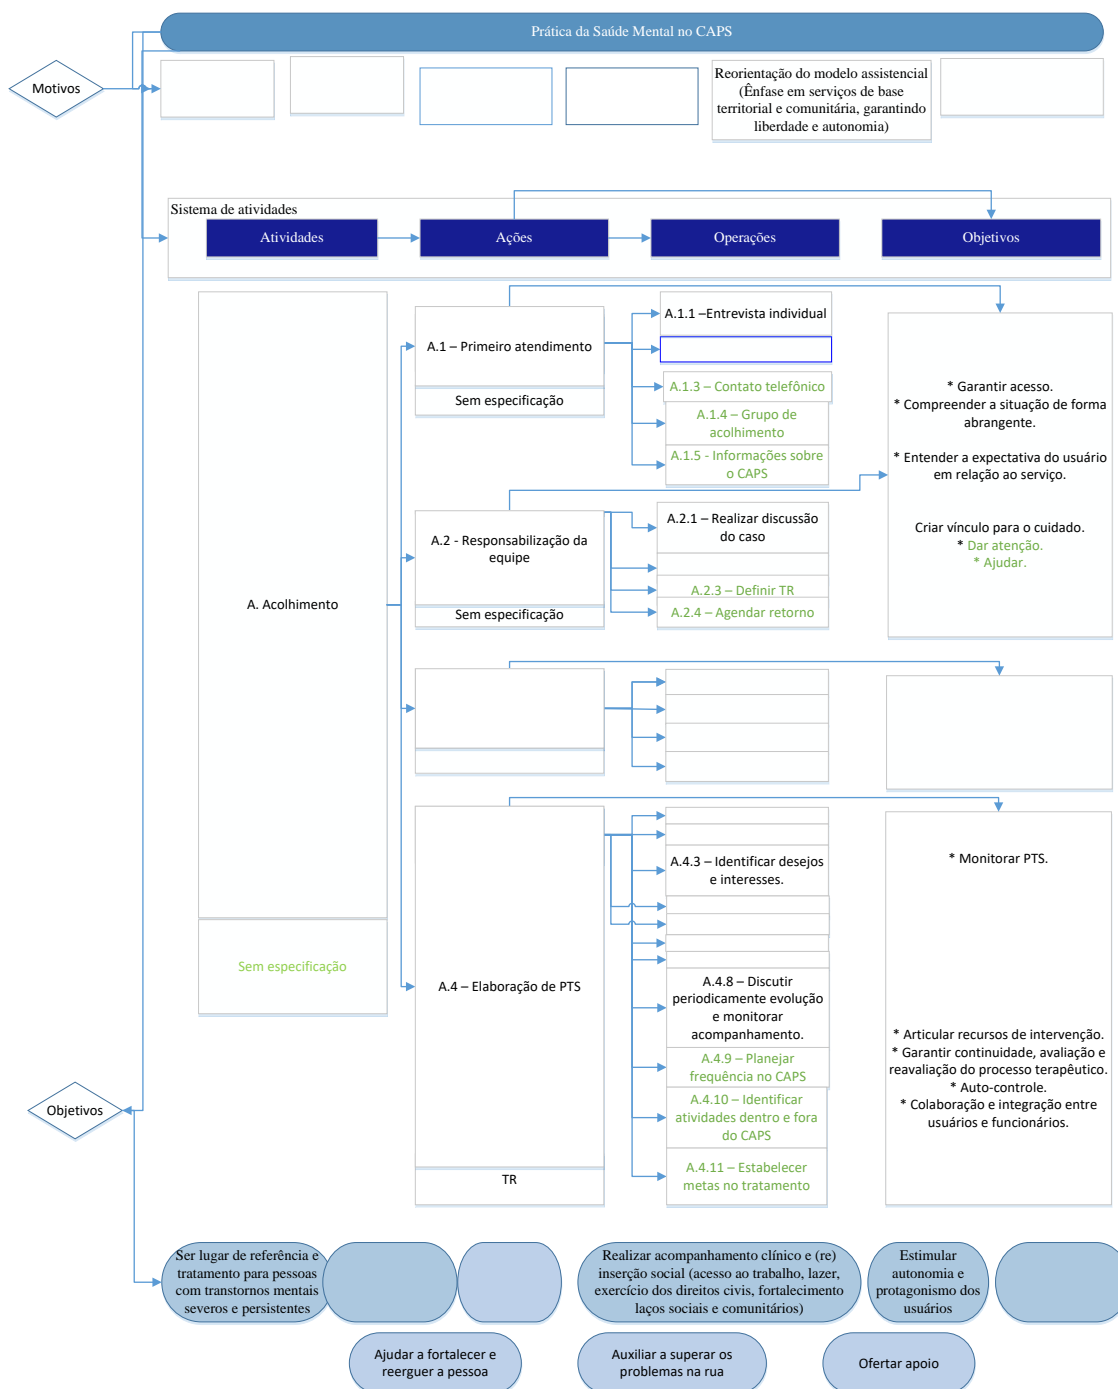 Prática da Saúde Mental no CAPS
Motivos
Reorientação do modelo assistencial
(Ênfase em serviços de base
territorial e comunitária, garantindo
liberdade e autonomia)
Sistema de atividades
Atividades
Ações
Operações
Objetivos
A. Acolhimento
Sem especificação
A.1 – Primeiro atendimento
Sem especificação
A.1.1 –Entrevista individual
A.1.3 – Contato telefônico
A.1.4 – Grupo de
acolhimento
A.1.5 - Informações sobre
o CAPS
* Garantir acesso.
* Compreender a situação de forma
abrangente.
* Entender a expectativa do usuário
em relação ao serviço.
Criar vínculo para o cuidado.
* Dar atenção.
* Ajudar.
A.2 - Responsabilização da
equipe
Sem especificação
A.2.1 – Realizar discussão
do caso
A.2.3 – Definir TR
A.2.4 – Agendar retorno
A.4 – Elaboração de PTS
TR
A.4.3 – Identificar desejos
e interesses.
A.4.8 – Discutir
periodicamente evolução
e monitorar
acompanhamento.
A.4.9 – Planejar
frequência no CAPS
A.4.10 – Identificar
atividades dentro e fora
do CAPS
A.4.11 – Estabelecer
metas no tratamento
* Monitorar PTS.
* Articular recursos de intervenção.
* Garantir continuidade, avaliação e
reavaliação do processo terapêutico.
* Auto-controle.
* Colaboração e integração entre
usuários e funcionários.
Objetivos
Ser lugar de referência e
tratamento para pessoas
com transtornos mentais
severos e persistentes
Realizar acompanhamento clínico e (re)
inserção social (acesso ao trabalho, lazer,
exercício dos direitos civis, fortalecimento
laços sociais e comunitários)
Estimular
autonomia e
protagonismo dos
usuários
Ajudar a fortalecer e
reerguer a pessoa
Auxiliar a superar os
problemas na rua
Ofertar apoio